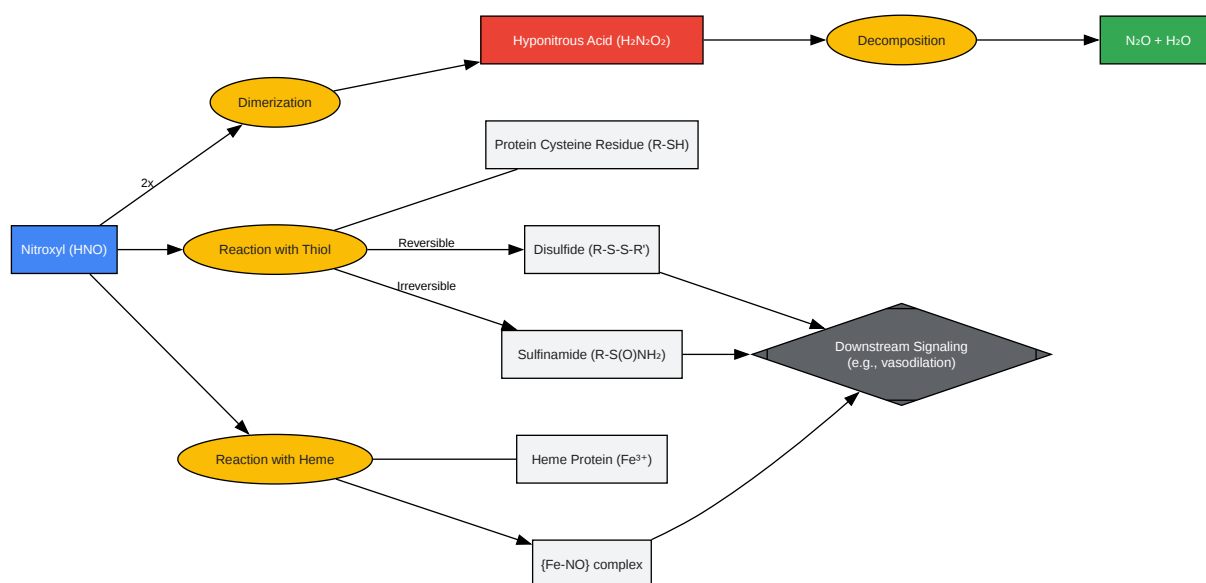 Hyponitrous Acid (H₂N₂O₂)
Decomposition
N₂O + H₂O
Dimerization
Protein Cysteine Residue (R-SH)
2x
Nitroxyl (HNO)
Reaction with Thiol
Reversible
Disulfide (R-S-S-R')
Irreversible
Sulfinamide (R-S(O)NH₂)
Downstream Signaling
(e.g., vasodilation)
Reaction with Heme
Heme Protein (Fe³⁺)
{Fe-NO} complex